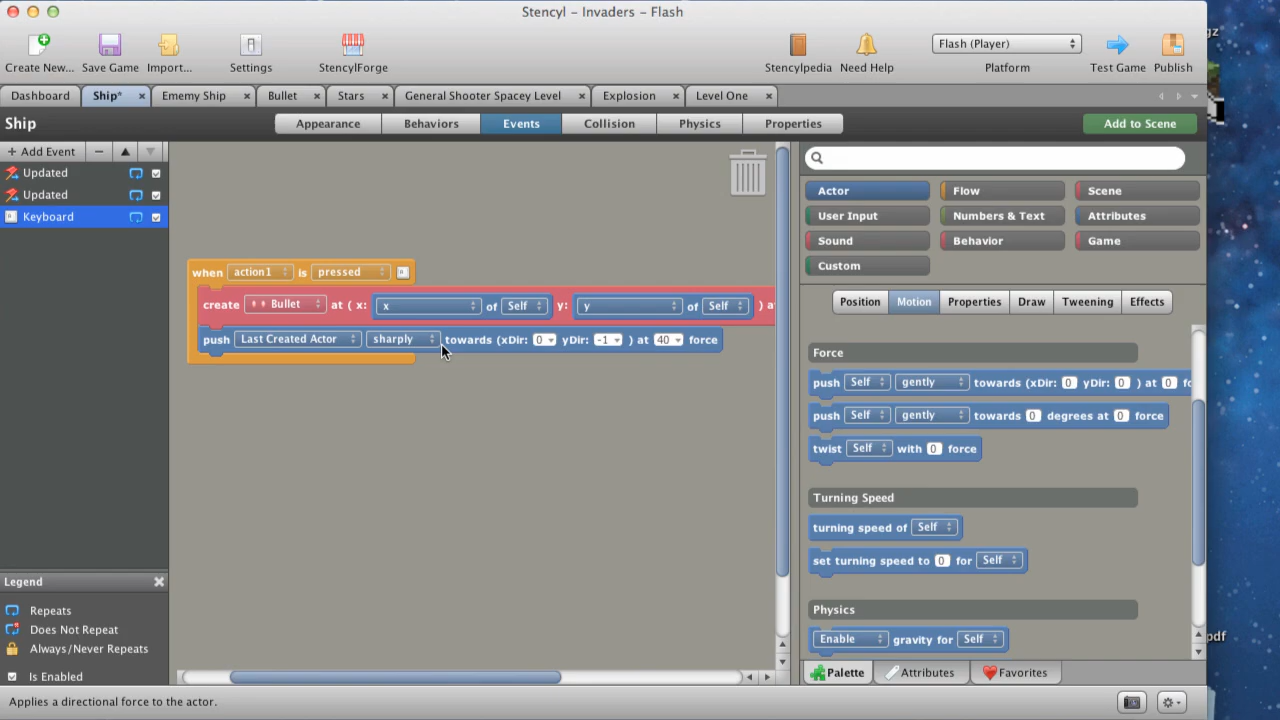 Stencyl – Invaders – Flash
Create New... Save Game Import... Settings StencylForge Stencylpedia Need Help Flash (Player) Platform Test Game Publish
Dashboard Ship* Ememy Ship Bullet Stars General Shooter Spacey Level Explosion Level One
Ship Appearance Behaviors Events Collision Physics Properties Add to Scene
+ Add Event
Updated
Updated
Keyboard
when action1 is pressed
create Bullet at ( x: x of Self y: y of Self ) at
push Last Created Actor sharply towards (xDir: 0 yDir: -1 ) at 40 force
Actor Flow Scene
User Input Numbers & Text Attributes
Sound Behavior Game
Custom
Position Motion Properties Draw Tweening Effects
Force
push Self gently towards (xDir: 0 yDir: 0 ) at 0 fo
push Self gently towards 0 degrees at 0 force
twist Self with 0 force
Turning Speed
turning speed of Self
set turning speed to 0 for Self
Physics
Enable gravity for Self
Palette Attributes Favorites
Legend
Repeats
Does Not Repeat
Always/Never Repeats
Is Enabled
Applies a directional force to the actor.
gz
pdf